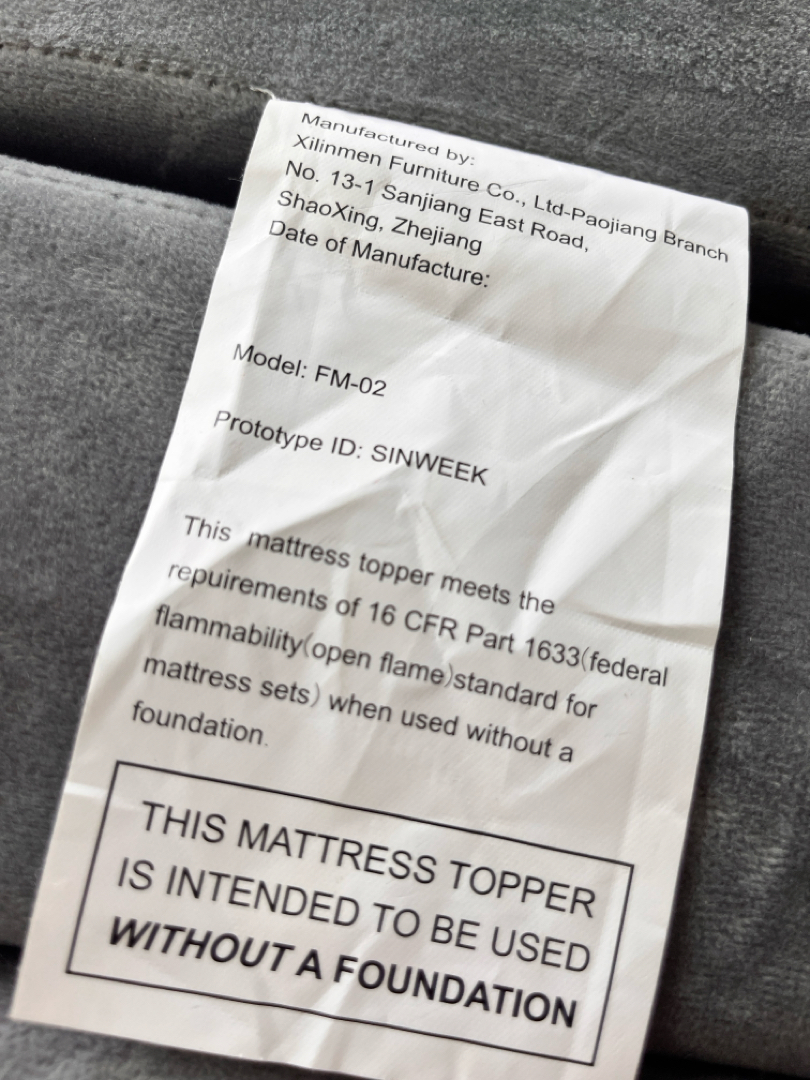 Manufactured by:
Xilinmen Furniture Co., Ltd-Paojiang Branch
No. 13-1 Sanjiang East Road,
ShaoXing, Zhejiang
Date of Manufacture:
Model: FM-02
Prototype ID: SINWEEK
This mattress topper meets the
repuirements of 16 CFR Part 1633(federal
flammability(open flame)standard for
mattress sets) when used without a
foundation.
THIS MATTRESS TOPPER
IS INTENDED TO BE USED
WITHOUT A FOUNDATION